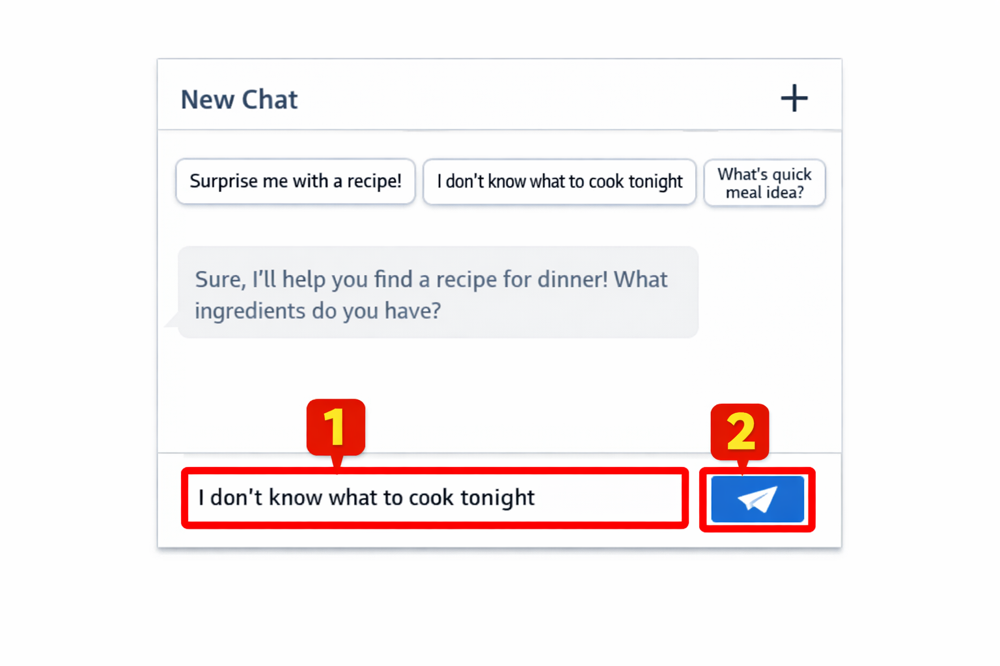 New Chat
Surprise me with a recipe!
I don't know what to cook tonight
What's quick
meal idea?
Sure, I’ll help you find a recipe for dinner! What
ingredients do you have?
1
2
I don't know what to cook tonight